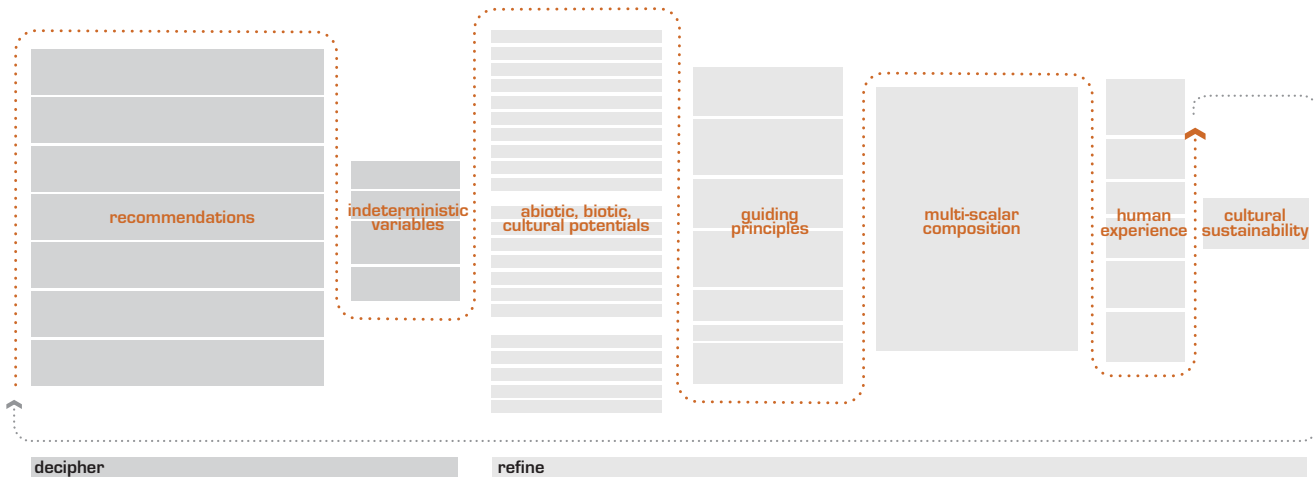 recommendations
indeterministic
variables
abiotic, biotic,
cultural potentials
guiding
principles
multi-scalar
composition
human
experience
cultural
sustainability
decipher
refine